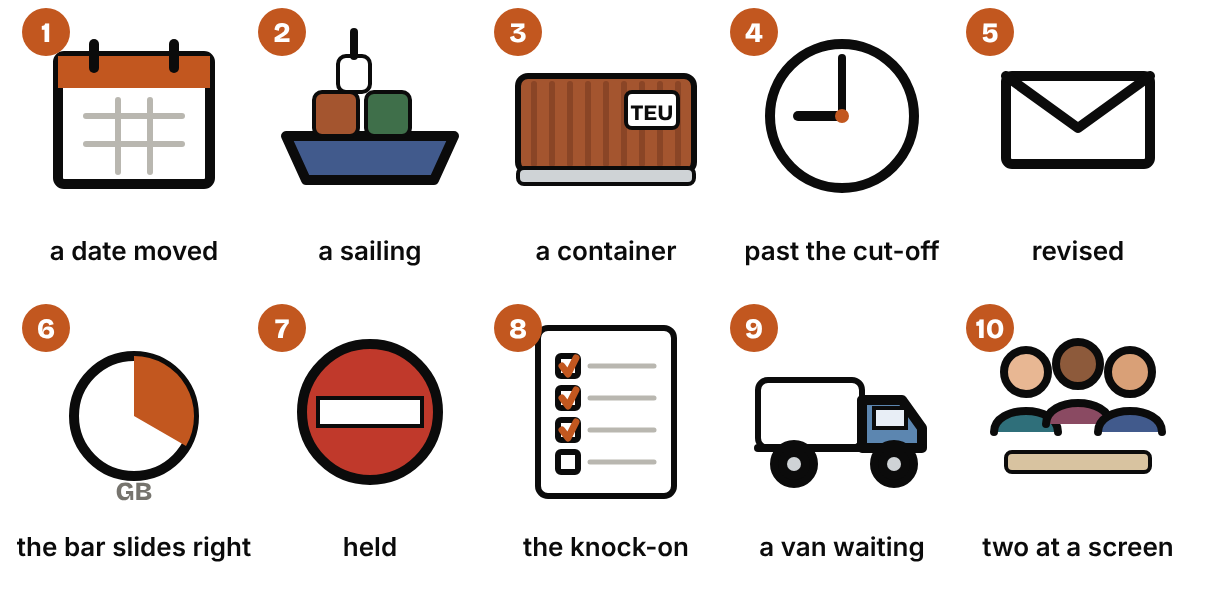 1
2
3
4
5
TEU
a date moved
a sailing
a container
past the cut-off
revised
6
7
8
9
10
GB
the bar slides right
held
the knock-on
a van waiting
two at a screen